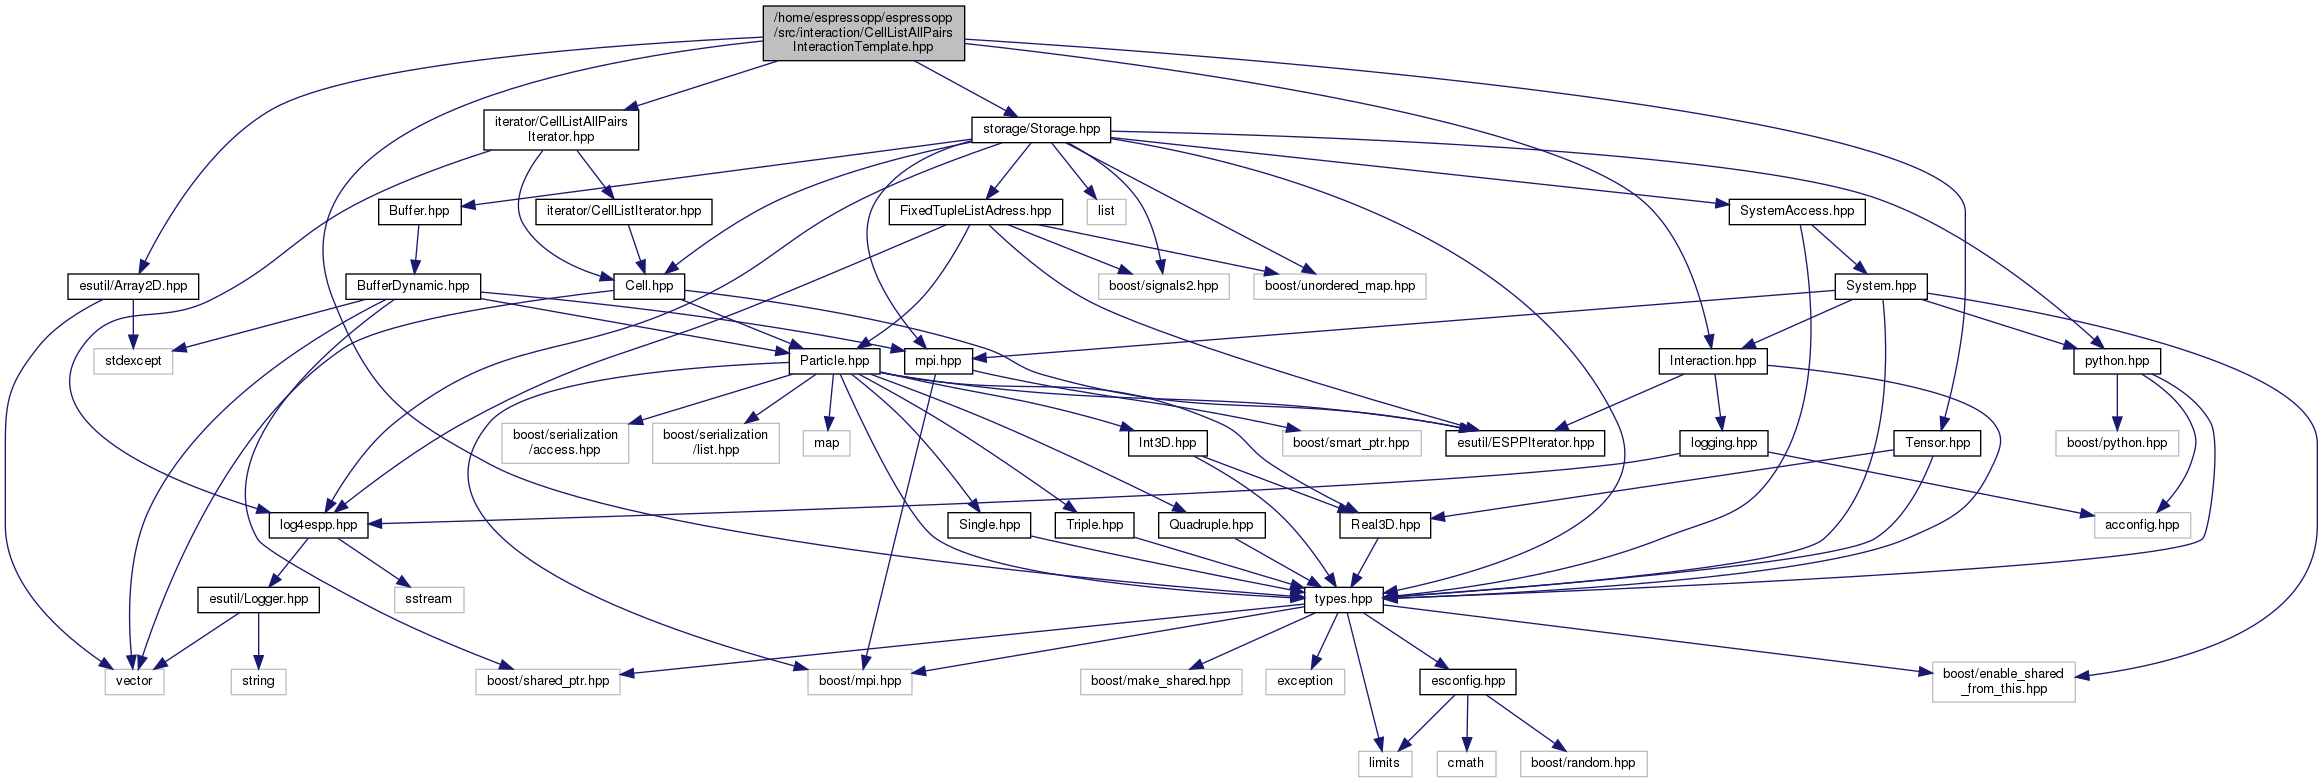 /home/espressopp/espressopp
/src/interaction/CellListAllPairs
InteractionTemplate.hpp
iterator/CellListAllPairs
Iterator.hpp
storage/Storage.hpp
Buffer.hpp
iterator/CellListIterator.hpp
FixedTupleListAdress.hpp
list
SystemAccess.hpp
esutil/Array2D.hpp
BufferDynamic.hpp
Cell.hpp
boost/signals2.hpp
boost/unordered_map.hpp
System.hpp
stdexcept
Particle.hpp
mpi.hpp
Interaction.hpp
python.hpp
boost/serialization
/access.hpp
boost/serialization
/list.hpp
map
Int3D.hpp
boost/smart_ptr.hpp
esutil/ESPPIterator.hpp
logging.hpp
Tensor.hpp
boost/python.hpp
log4espp.hpp
Single.hpp
Triple.hpp
Quadruple.hpp
Real3D.hpp
acconfig.hpp
esutil/Logger.hpp
sstream
types.hpp
vector
string
boost/shared_ptr.hpp
boost/mpi.hpp
boost/make_shared.hpp
exception
esconfig.hpp
boost/enable_shared
_from_this.hpp
limits
cmath
boost/random.hpp